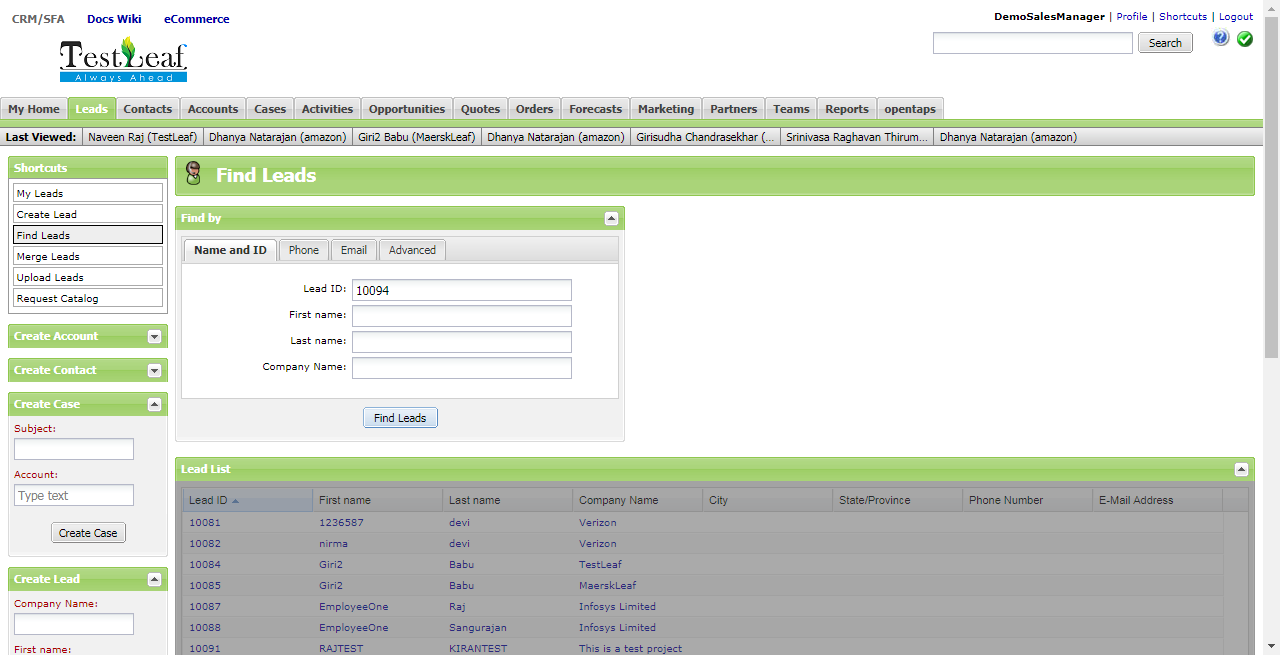 CRM/SFA Docs Wiki eCommerce
DemoSalesManager | Profile | Shortcuts | Logout
TestLeaf
Always Ahead
Search
My Home Leads Contacts Accounts Cases Activities Opportunities Quotes Orders Forecasts Marketing Partners Teams Reports opentaps
Last Viewed: Naveen Raj (TestLeaf) Dhanya Natarajan (amazon) Giri2 Babu (MaerskLeaf) Dhanya Natarajan (amazon) Girisudha Chandrasekhar (... Srinivasa Raghavan Thirum... Dhanya Natarajan (amazon)
Shortcuts
My Leads
Create Lead
Find Leads
Merge Leads
Upload Leads
Request Catalog
Create Account
Create Contact
Create Case
Subject:
Account:
Type text
Create Case
Create Lead
Company Name:
First name:
Find Leads
Find by
Name and ID Phone Email Advanced
Lead ID: 10094
First name:
Last name:
Company Name:
Find Leads
Lead List
Lead ID First name Last name Company Name City State/Province Phone Number E-Mail Address
10081 1236587 devi Verizon
10082 nirma devi Verizon
10084 Giri2 Babu TestLeaf
10085 Giri2 Babu MaerskLeaf
10087 EmployeeOne Raj Infosys Limited
10088 EmployeeOne Sangurajan Infosys Limited
10091 RAJTEST KIRANTEST This is a test project